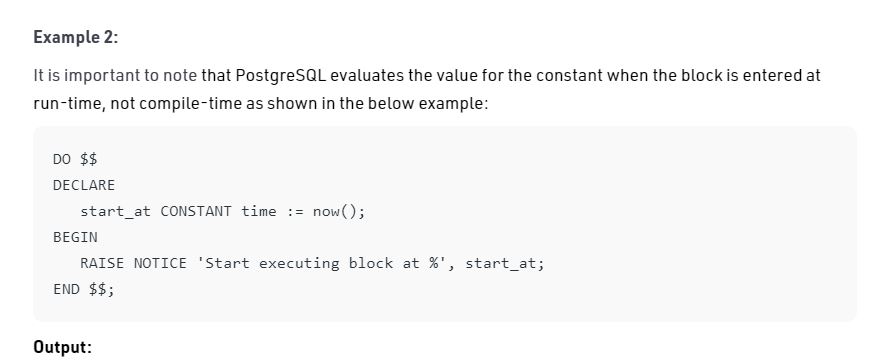 Example 2:
It is important to note that PostgreSQL evaluates the value for the constant when the block is entered at
run-time, not compile-time as shown in the below example:
DO $$
DECLARE
   start_at CONSTANT time := now();
BEGIN
   RAISE NOTICE 'Start executing block at %', start_at;
END $$;
Output: